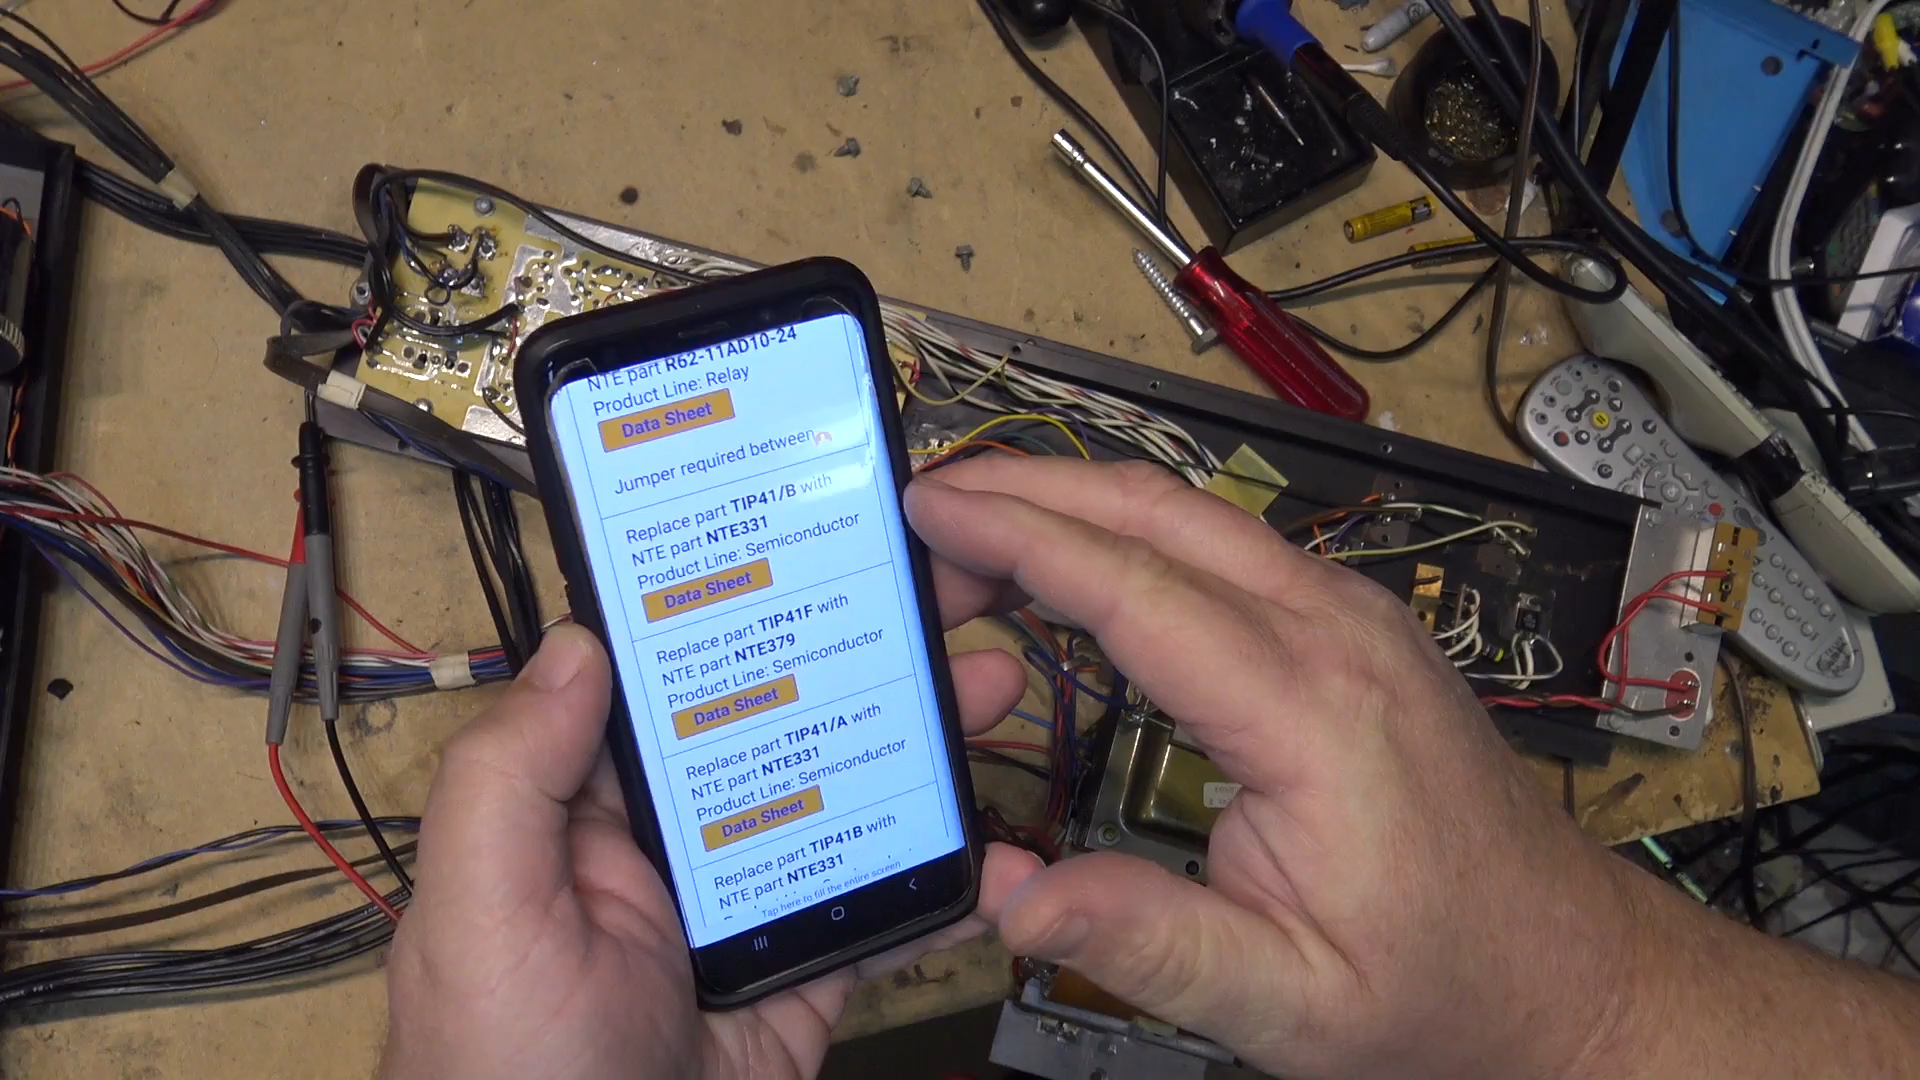 NTE part R62-11AD10-24
Product Line: Relay
Data Sheet
Jumper required between
Replace part TIP41/B with
NTE part NTE331
Product Line: Semiconductor
Data Sheet
Replace part TIP41F with
NTE part NTE379
Product Line: Semiconductor
Data Sheet
Replace part TIP41/A with
NTE part NTE331
Product Line: Semiconductor
Data Sheet
Replace part TIP41B with
NTE part NTE331
Tap here to fill the entire screen